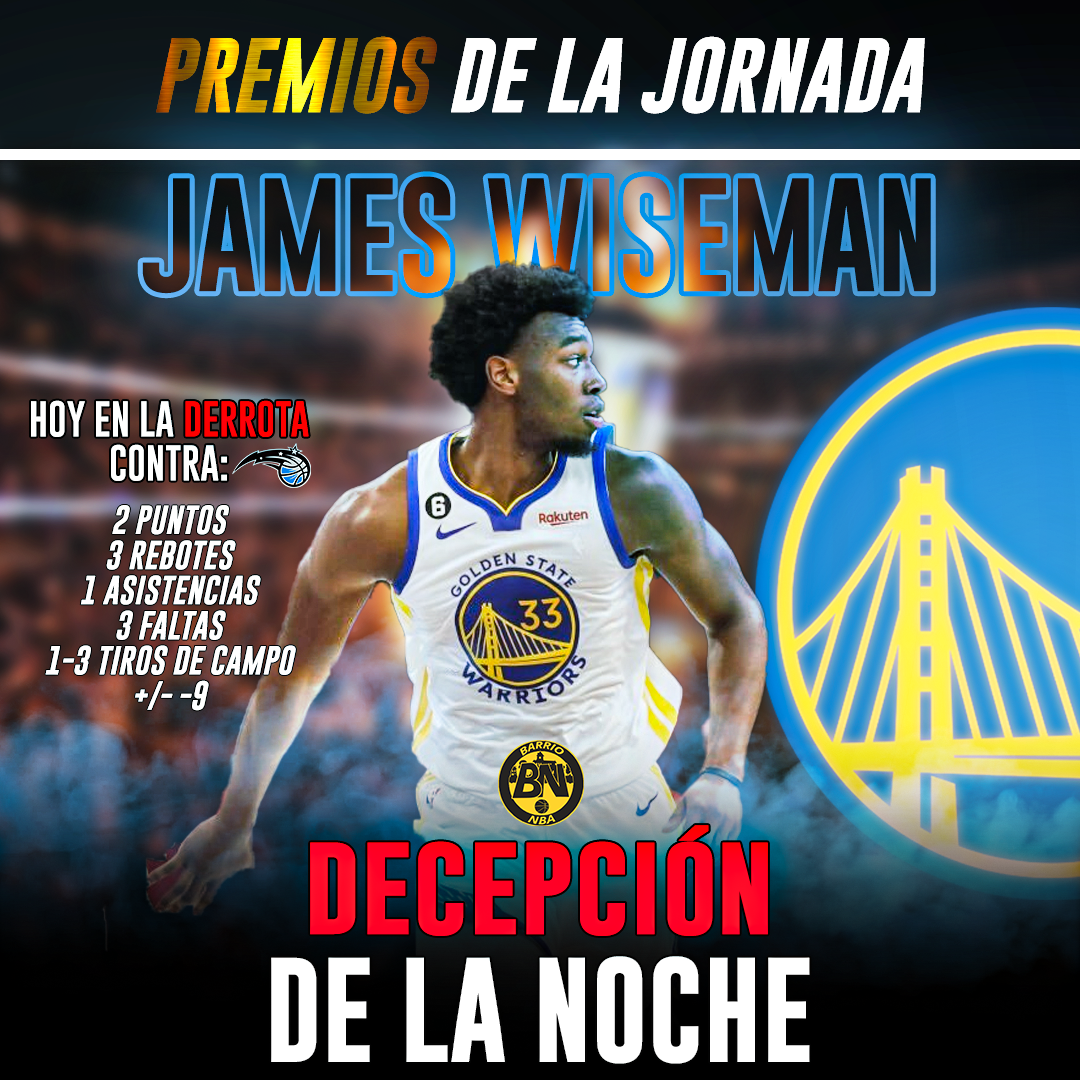 PREMIOS DE LA JORNADA
JAMES WISEMAN
HOY EN LA DERROTA
CONTRA:
2 PUNTOS
3 REBOTES
1 ASISTENCIAS
3 FALTAS
1-3 TIROS DE CAMPO
+/- -9
6
Rakuten
GOLDEN STATE
33
WARRIORS
BARRIO
BN
NBA
DECEPCIÓN
DE LA NOCHE